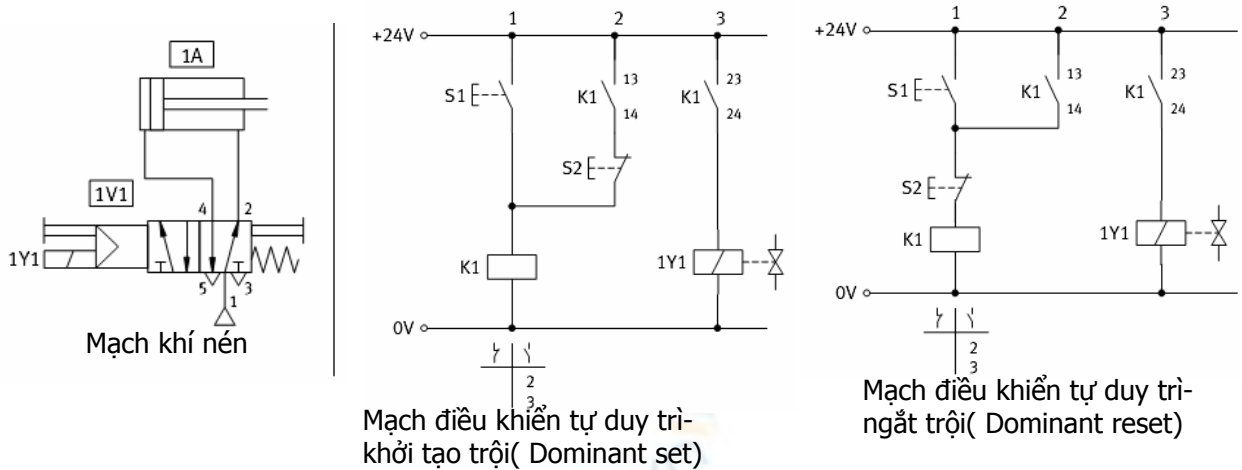 1A
1V1
4 2
1Y1
5 3
1
Mạch khí nén
1 2 3
+24V
S1
K1
13
14
K1
23
24
S2
K1
1Y1
0V
2
3
Mạch điều khiển tự duy trì-
khởi tạo trội( Dominant set)
1 2 3
+24V
S1
K1
13
14
K1
23
24
S2
K1
1Y1
0V
2
3
Mạch điều khiển tự duy trì-
ngắt trội( Dominant reset)